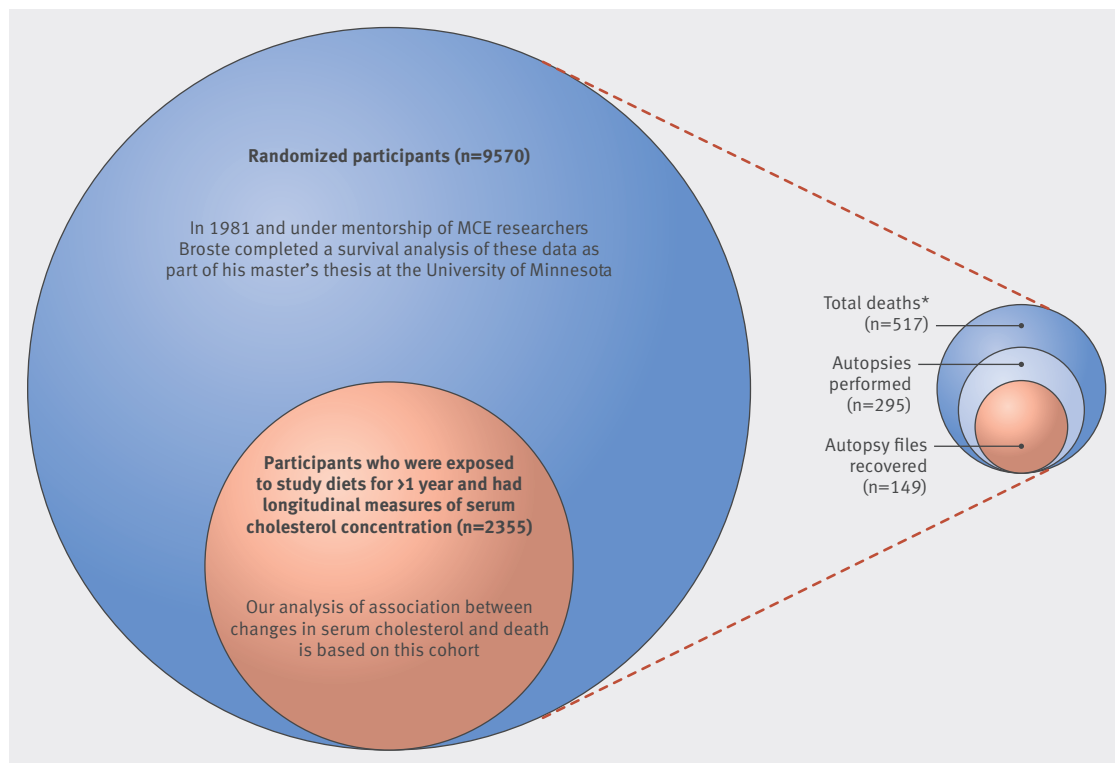 Randomized participants (n=9570)
In 1981 and under mentorship of MCE researchers
Broste completed a survival analysis of these data as
part of his master’s thesis at the University of Minnesota
Participants who were exposed
to study diets for >1 year and had
longitudinal measures of serum
cholesterol concentration (n=2355)
Our analysis of association between
changes in serum cholesterol and death
is based on this cohort
Total deaths*
(n=517)
Autopsies
performed
(n=295)
Autopsy files
recovered
(n=149)